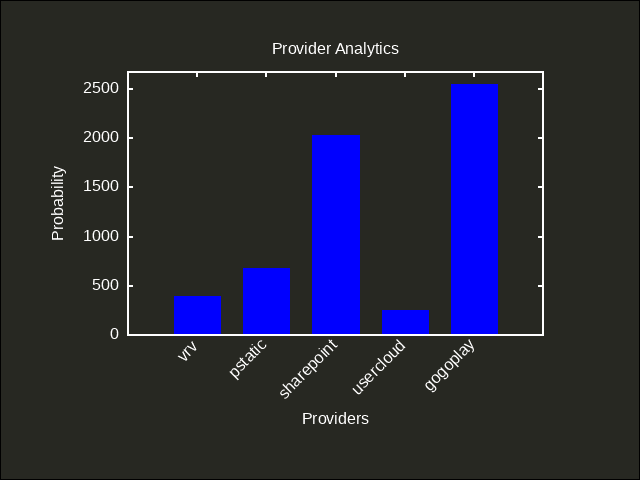 Provider Analytics
2500
2000
1500
1000
500
0
Probability
vrv
pstatic
sharepoint
usercloud
gogoplay
Providers